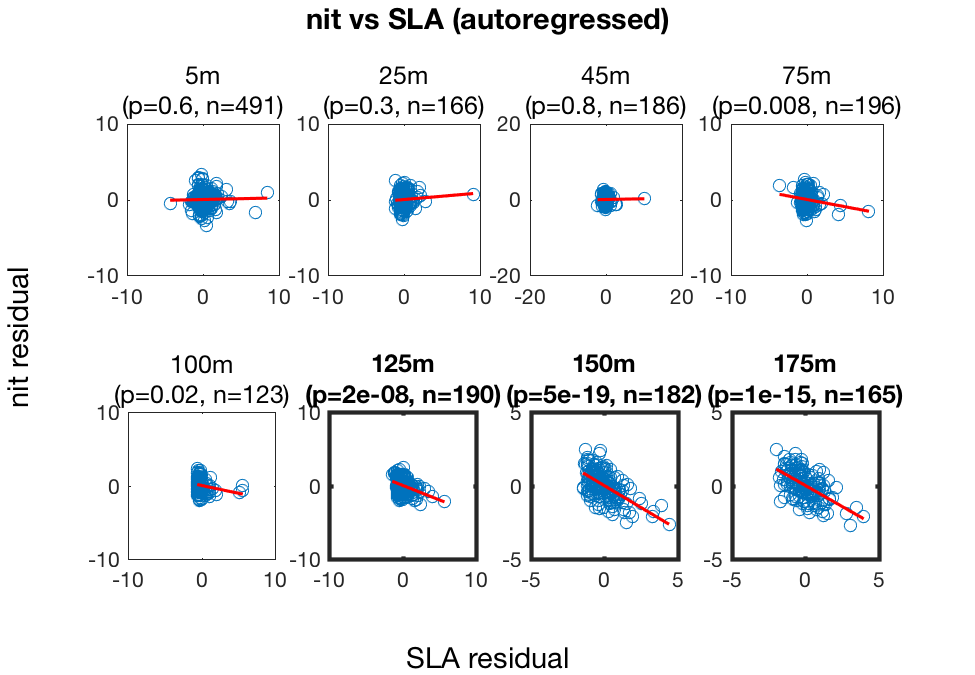 nit vs SLA (autoregressed)
5m
(p=0.6, n=491)
25m
(p=0.3, n=166)
45m
(p=0.8, n=186)
75m
(p=0.008, n=196)
10
0
-10
-10 0 10
10
0
-10
-10 0 10
20
0
-20
-20 0 20
10
0
-10
-10 0 10
nit residual
100m
(p=0.02, n=123)
125m
(p=2e-08, n=190)
150m
(p=5e-19, n=182)
175m
(p=1e-15, n=165)
10
0
-10
-10 0 10
10
0
-10
-10 0 10
5
0
-5
-5 0 5
5
0
-5
-5 0 5
SLA residual